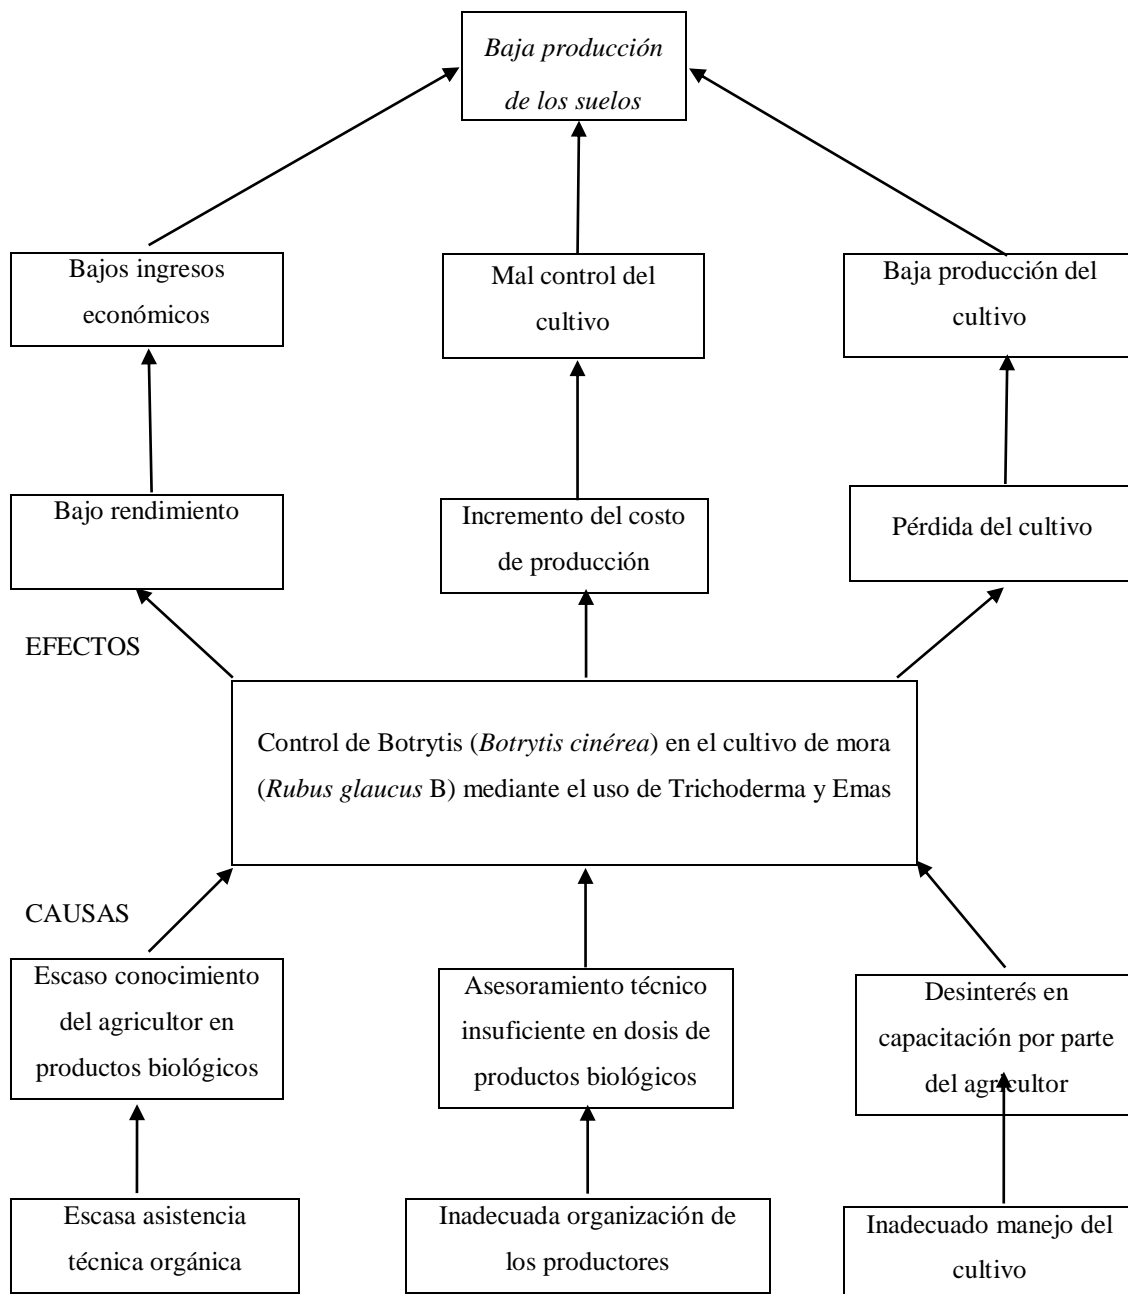 Baja producción
de los suelos
Bajos ingresos
económicos
Mal control del
cultivo
Baja producción del
cultivo
Bajo rendimiento
Incremento del costo
de producción
Pérdida del cultivo
EFECTOS
Control de Botrytis (Botrytis cinérea) en el cultivo de mora
(Rubus glaucus B) mediante el uso de Trichoderma y Emas
CAUSAS
Escaso conocimiento
del agricultor en
productos biológicos
Asesoramiento técnico
insuficiente en dosis de
productos biológicos
Desinterés en
capacitación por parte
del agricultor
Escasa asistencia
técnica orgánica
Inadecuada organización de
los productores
Inadecuado manejo del
cultivo